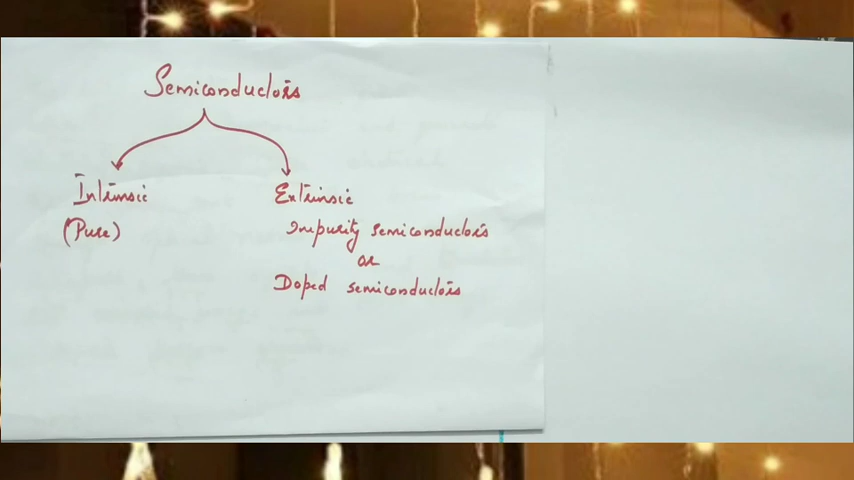 Semiconductors
Intrinsic
Extrinsic
(Pure)
Impurity semiconductors
or
Doped semiconductors